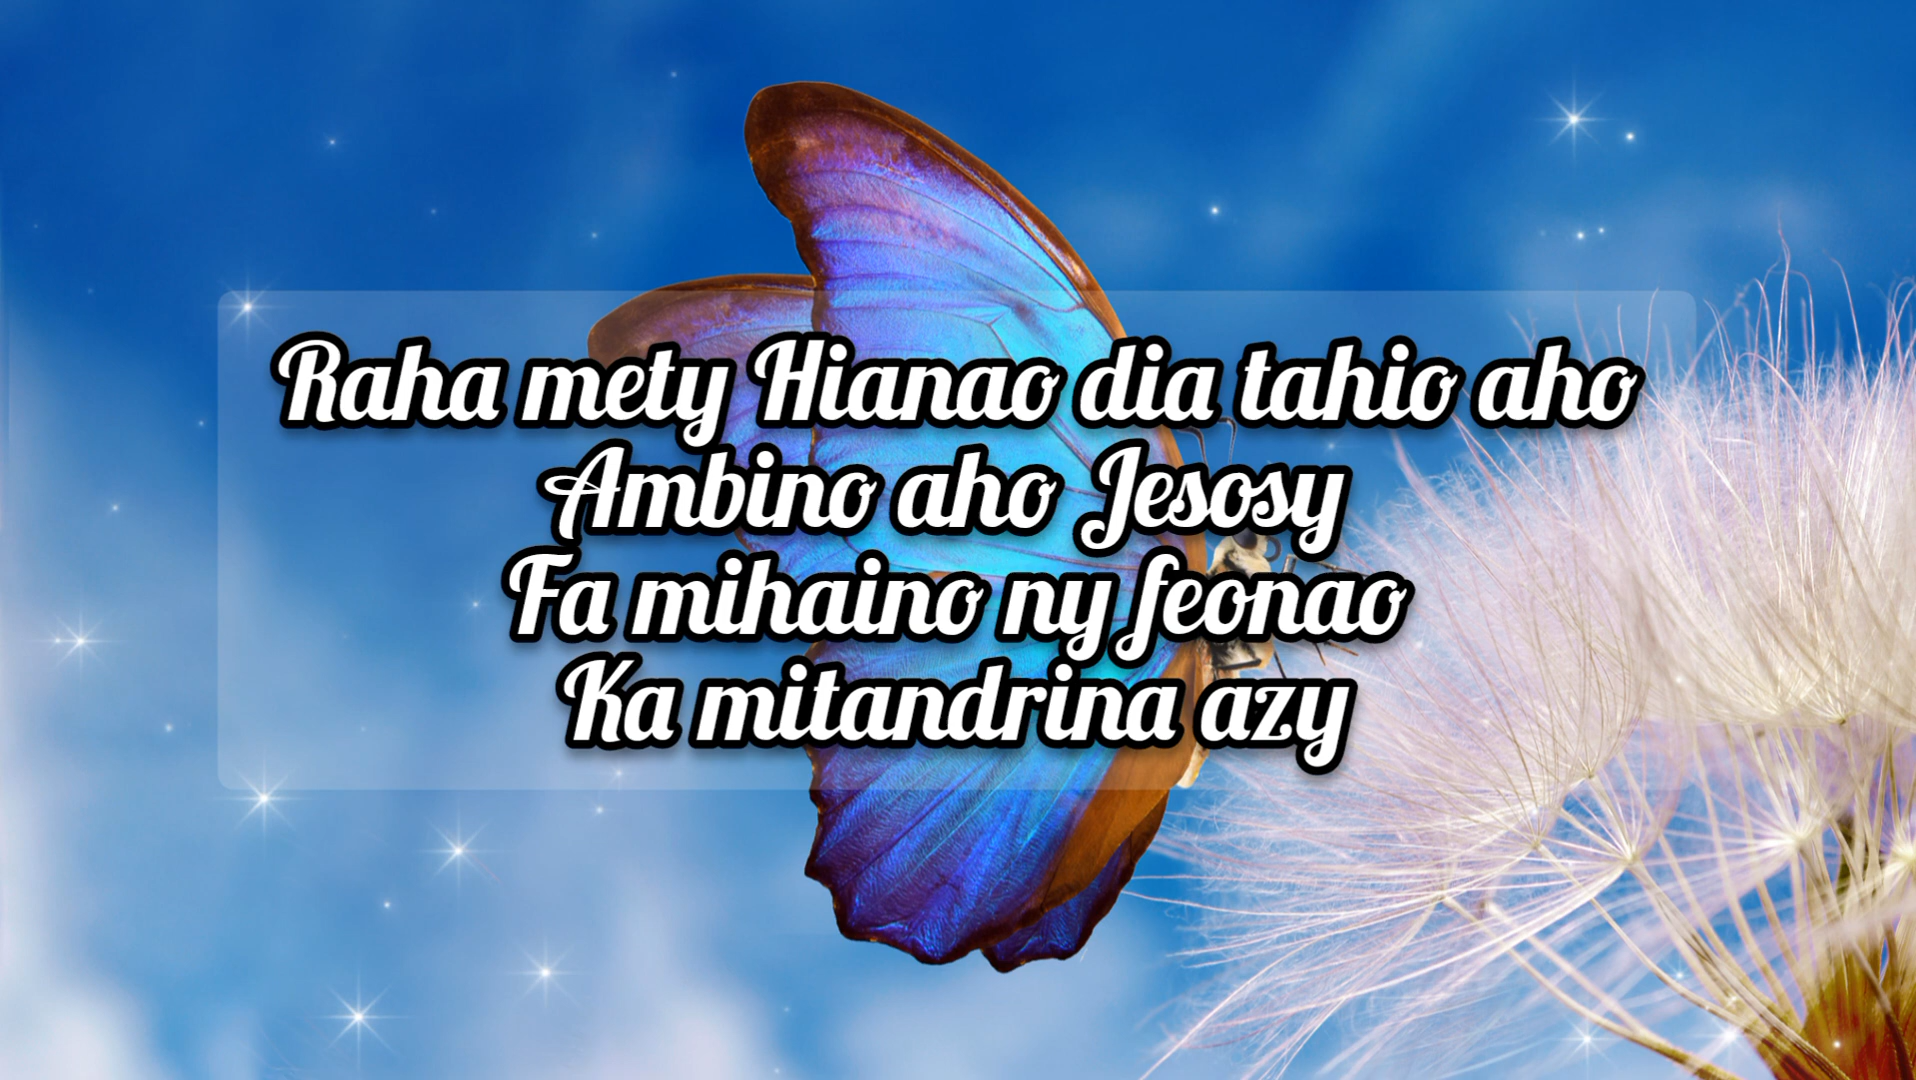 Raha mety Hianao dia tahio aho
Ambino aho Jesosy
Fa mihaino ny feonao
Ka mitandrina azy